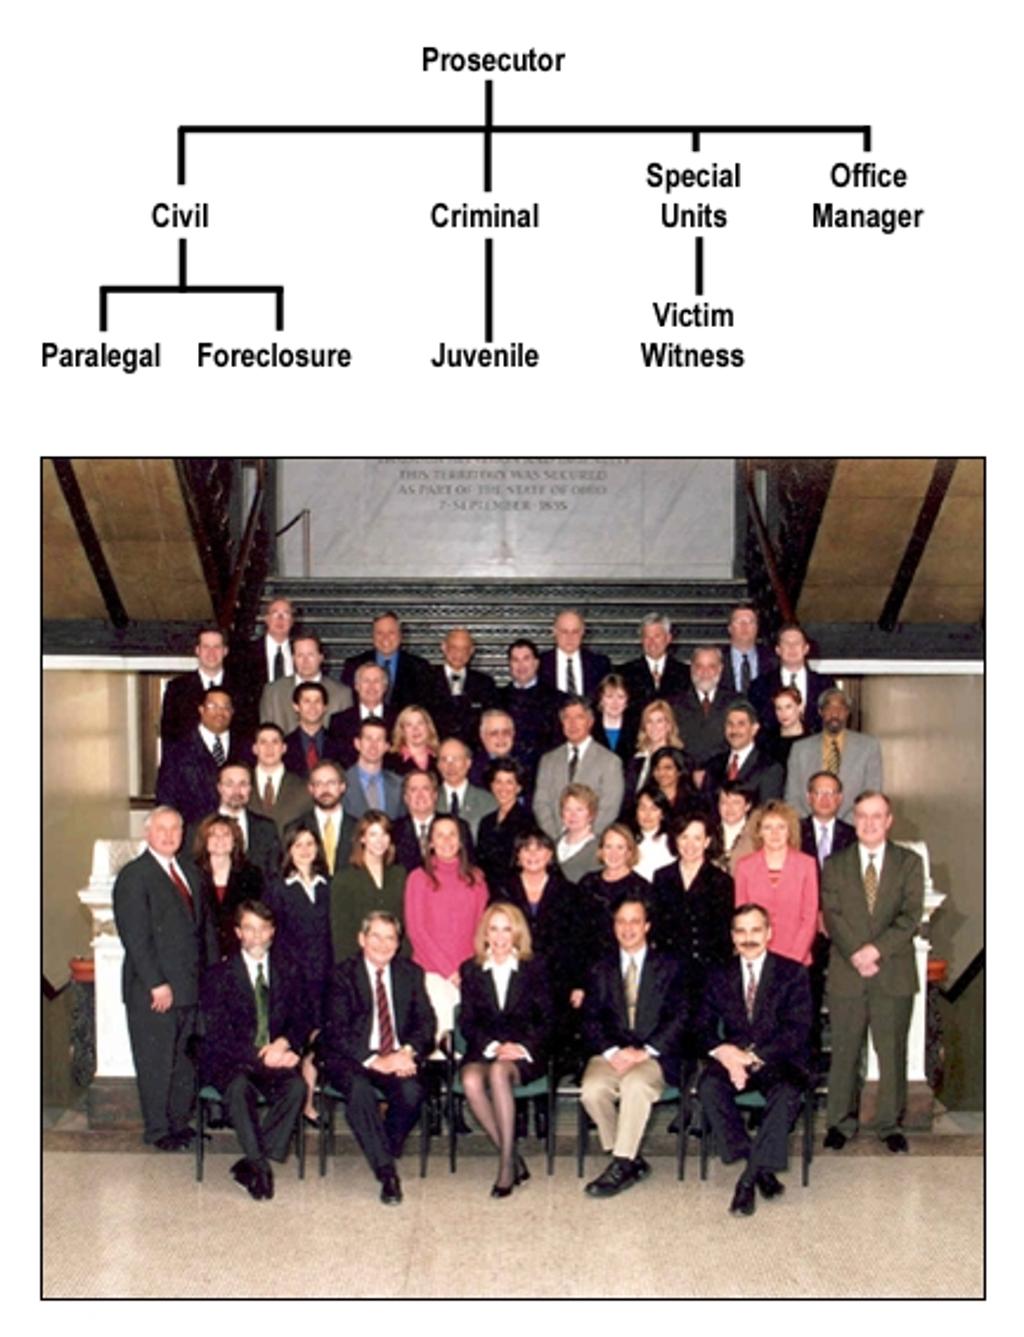 Prosecutor
Civil
Criminal
Special
Units
Office
Manager
Paralegal
Foreclosure
Juvenile
Victim
Witness
THIS TERRITORY WAS SECURED
AS PART OF THE STATE OF OHIO
7 · SEPTEMBER · 1835